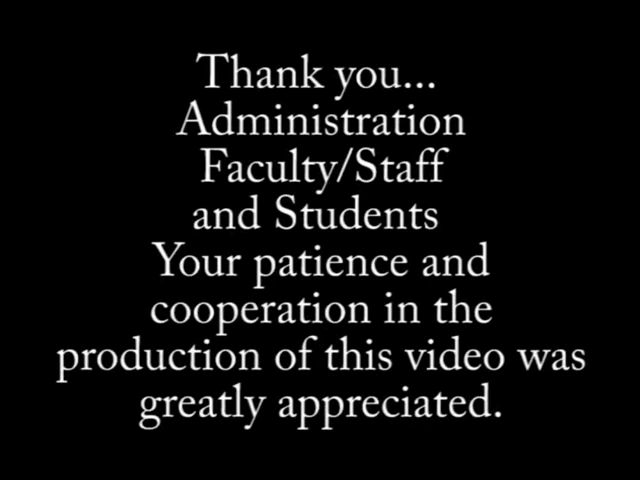 Thank you...
Administration
Faculty/Staff
and Students
Your patience and
cooperation in the
production of this video was
greatly appreciated.